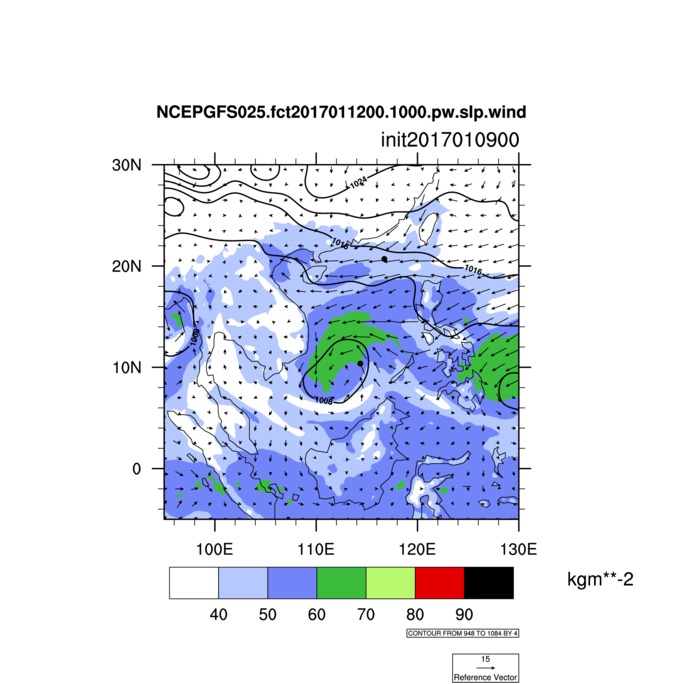 NCEPGFS025.fct2017011200.1000.pw.slp.wind
init2017010900
30N
20N
10N
0
1024
1016
1016
1008
1008
100E 110E 120E 130E
kgm**-2
40 50 60 70 80 90
CONTOUR FROM 948 TO 1084 BY 4
15
Reference Vector